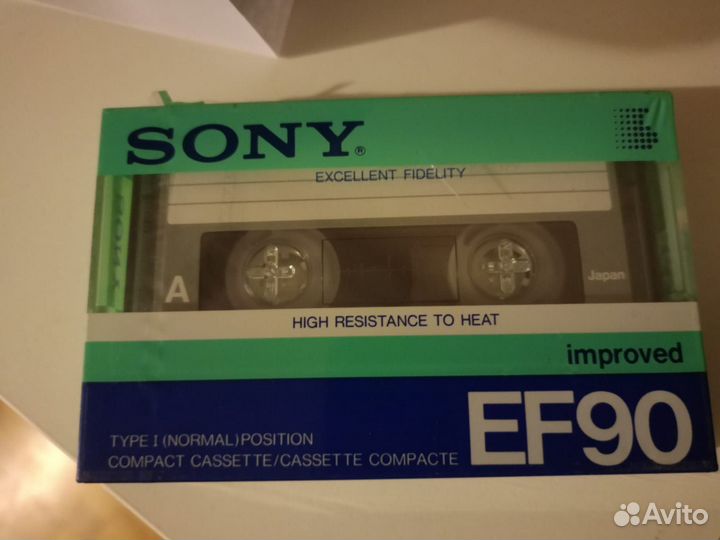 SONY®
EXCELLENT FIDELITY
A
Japan
HIGH RESISTANCE TO HEAT
improved
TYPE I (NORMAL) POSITION
COMPACT CASSETTE/CASSETTE COMPACTE
EF90
Avito